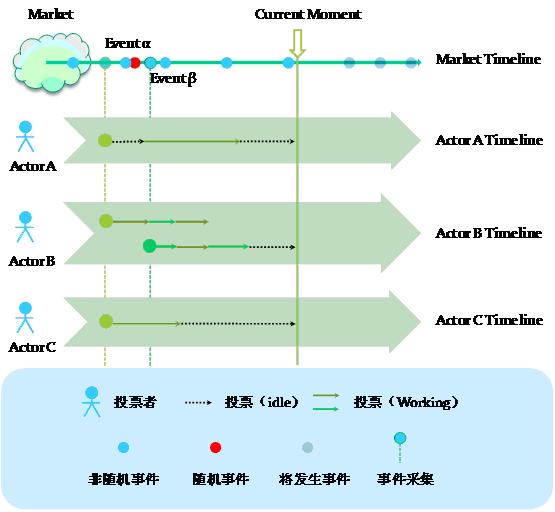 Market
Current Moment
Event α
Market Timeline
Event β
Actor A Timeline
Actor A
Actor B Timeline
Actor B
Actor C Timeline
Actor C
投票者
投票（idle）
投票（Working）
非随机事件
随机事件
将发生事件
事件采集